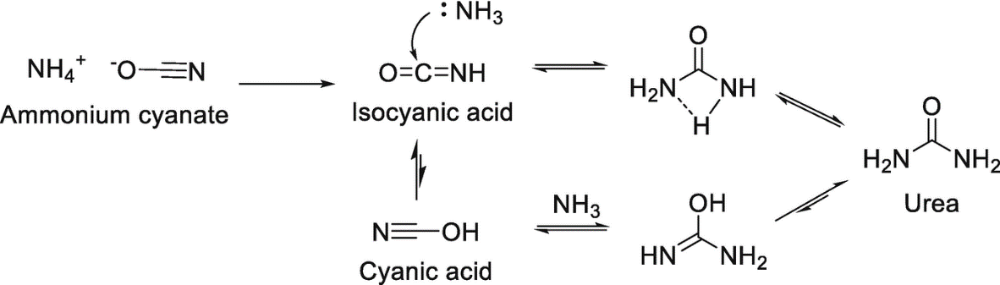 :NH₃
NH₄⁺ ⁻O N
O=C=NH
Ammonium cyanate
Isocyanic acid
O
H₂N NH
H
O
H₂N NH₂
Urea
N OH
Cyanic acid
NH₃
OH
HN NH₂